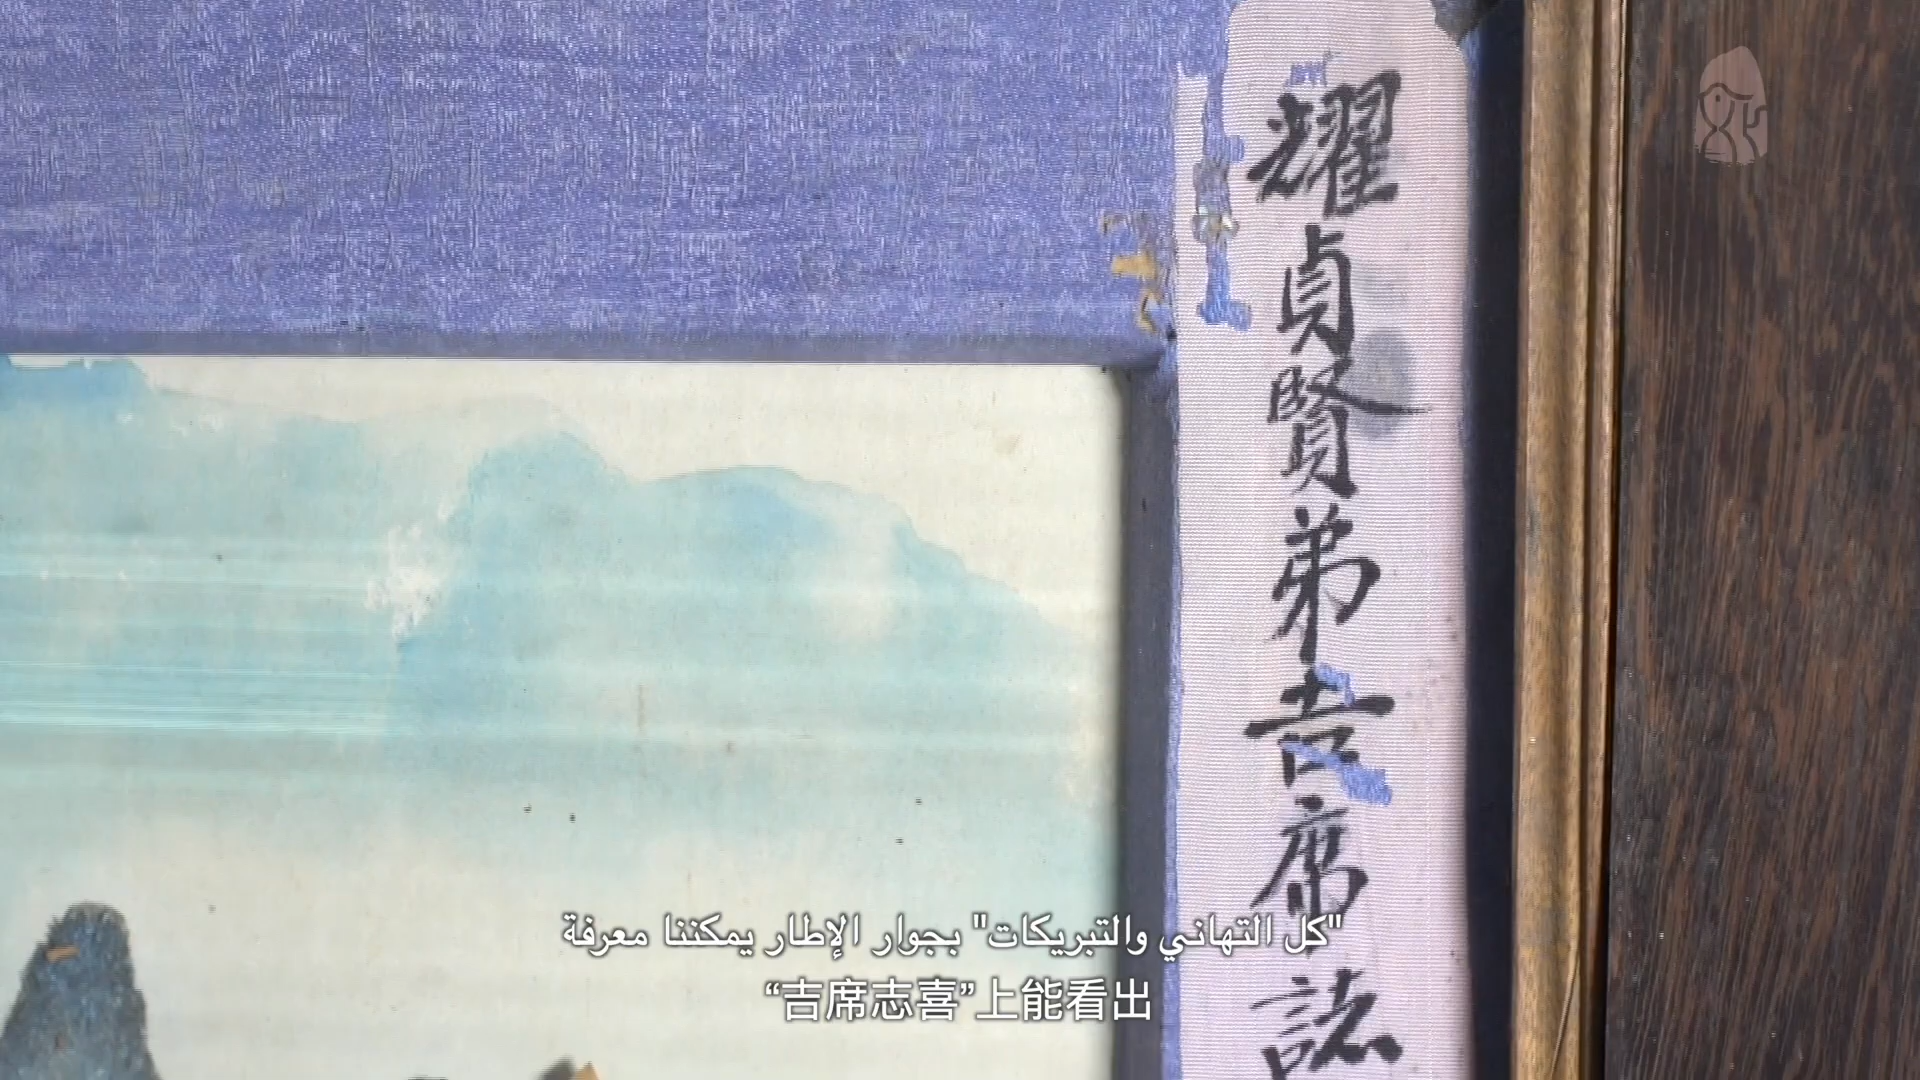 耀貞賢弟吉席誌
"كل التهاني والتبريكات" بجوار الإطار يمكننا معرفة
“吉席志喜”上能看出